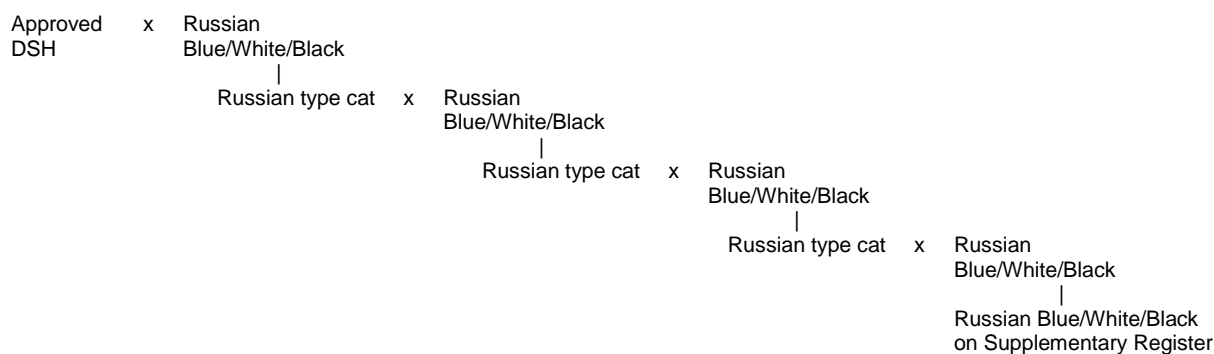 Approved x Russian
DSH Blue/White/Black
|
Russian type cat x Russian
Blue/White/Black
|
Russian type cat x Russian
Blue/White/Black
|
Russian type cat x Russian
Blue/White/Black
|
Russian Blue/White/Black
on Supplementary Register